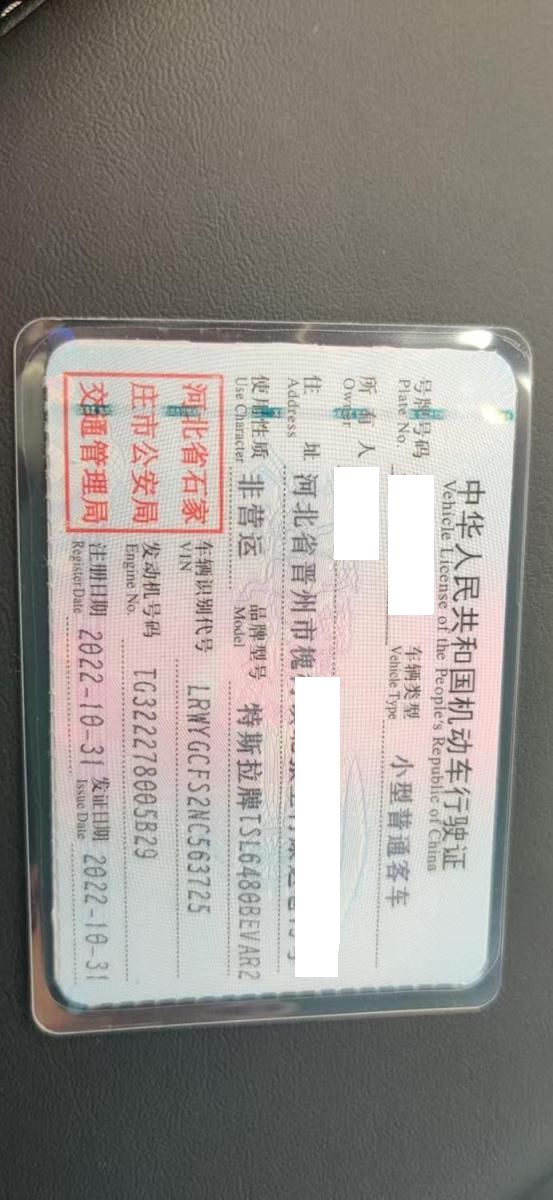 中华人民共和国机动车行驶证
Vehicle License of the People's Republic of China
号牌号码
Plate No.
车辆类型 小型普通客车
Vehicle Type
所有人
Owner
住址 河北省晋州市槐
Address
使用性质 非营运 品牌型号 特斯拉牌TSL6480BEVAR2
Use Character Model
河北省石家
庄市公安局
交通管理局
车辆识别代号 LRWYGCFS2NC563725
VIN
发动机号码 TG322278005B29
Engine No.
注册日期 2022-10-31 发证日期 2022-10-31
Register Date Issue Date